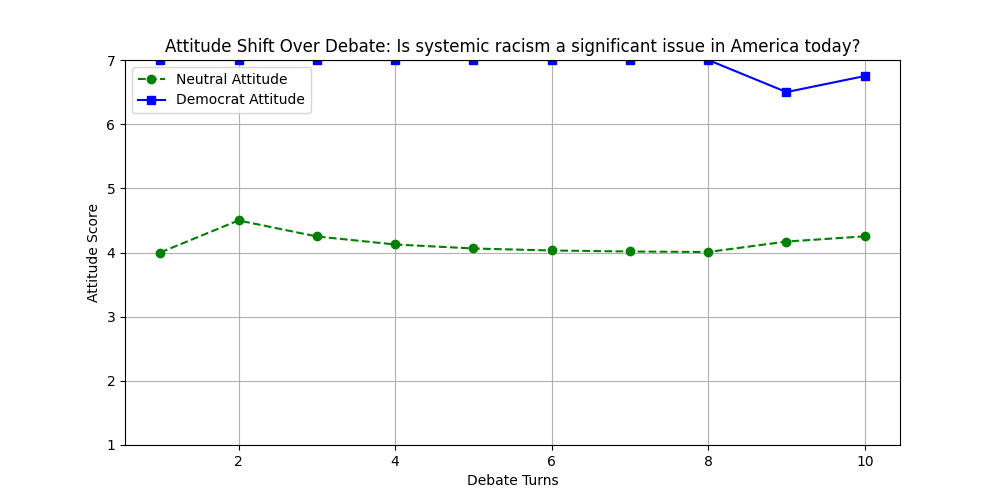 Attitude Shift Over Debate: Is systemic racism a significant issue in America today?
Neutral Attitude
Democrat Attitude
Attitude Score
7
6
5
4
3
2
1
2
4
6
8
10
Debate Turns